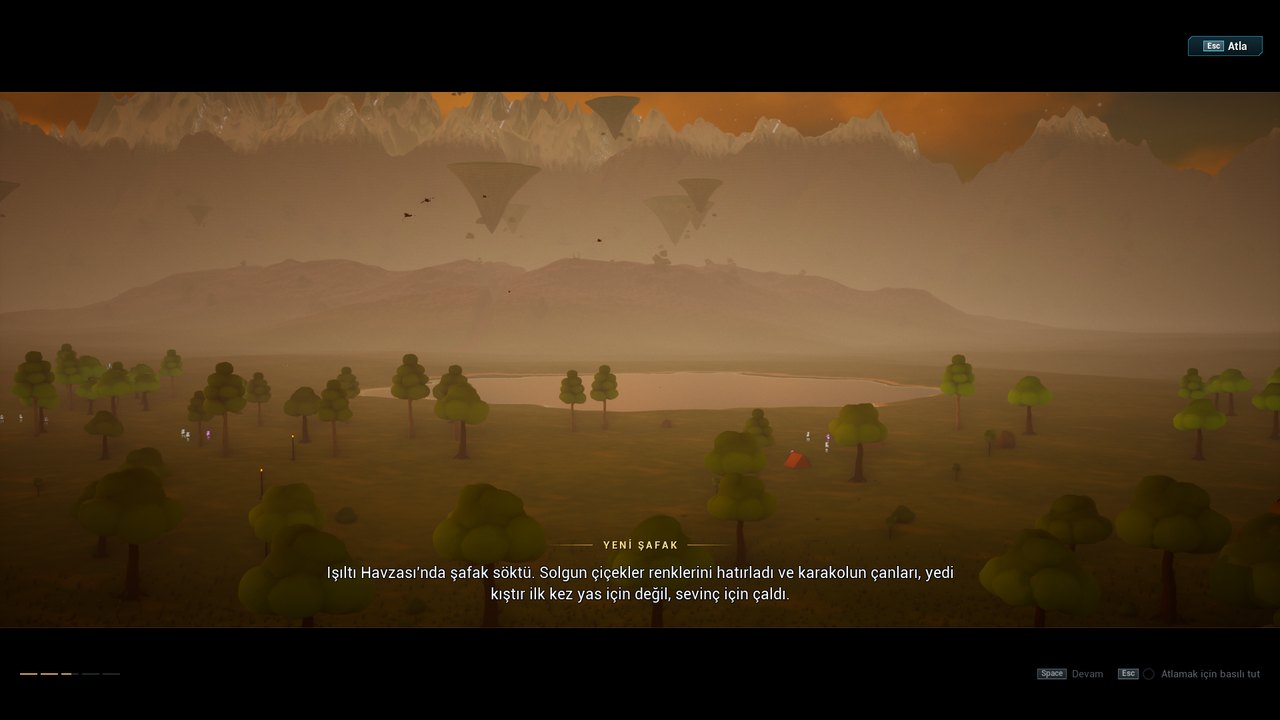 Esc Atla
YENİ ŞAFAK
Işıltı Havzası'nda şafak söktü. Solgun çiçekler renklerini hatırladı ve karakolun çanları, yedi
kıştır ilk kez yas için değil, sevinç için çaldı.
Space Devam Esc Atlamak için basılı tut